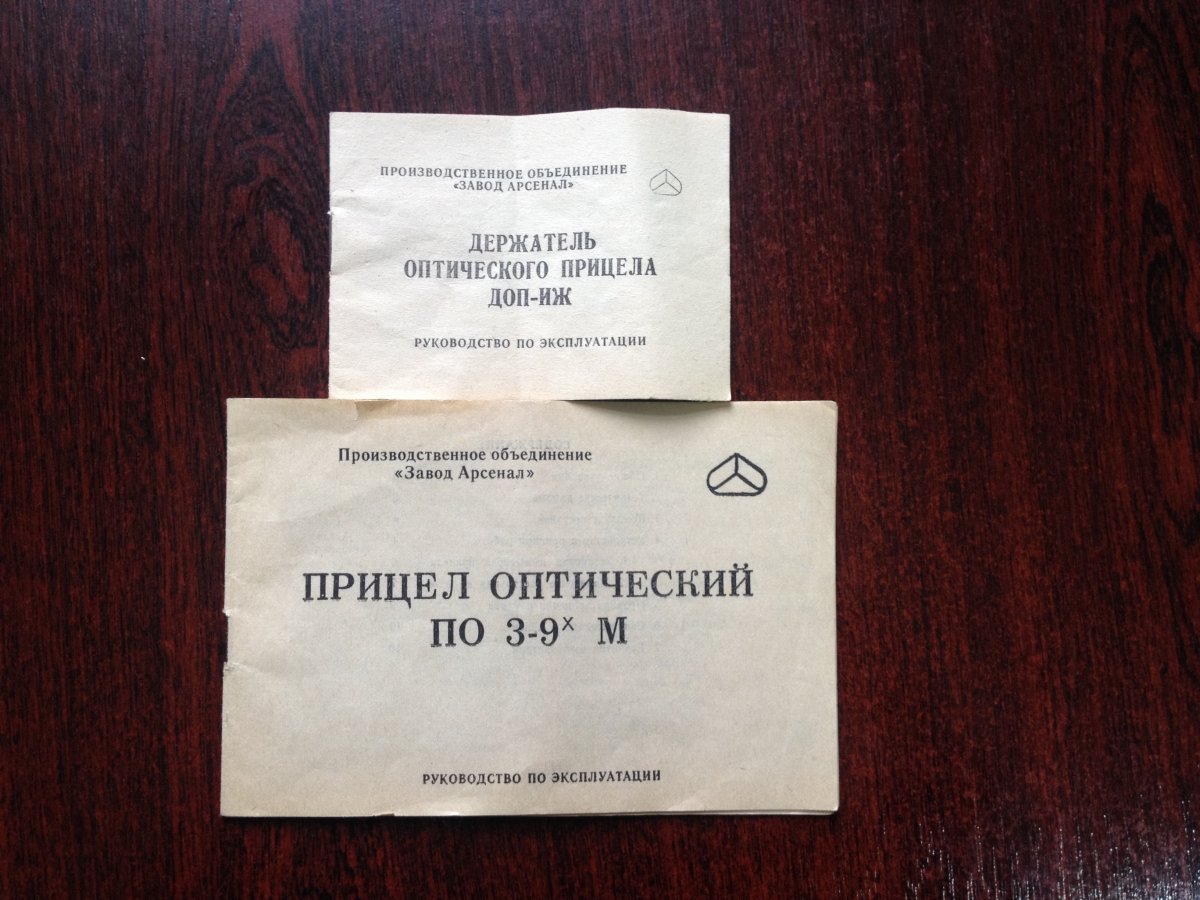 ПРОИЗВОДСТВЕННОЕ ОБЪЕДИНЕНИЕ
«ЗАВОД АРСЕНАЛ»
ДЕРЖАТЕЛЬ
ОПТИЧЕСКОГО ПРИЦЕЛА
ДОП-ИЖ
РУКОВОДСТВО ПО ЭКСПЛУАТАЦИИ
Производственное объединение
«Завод Арсенал»
ПРИЦЕЛ ОПТИЧЕСКИЙ
ПО 3-9ˣ М
РУКОВОДСТВО ПО ЭКСПЛУАТАЦИИ